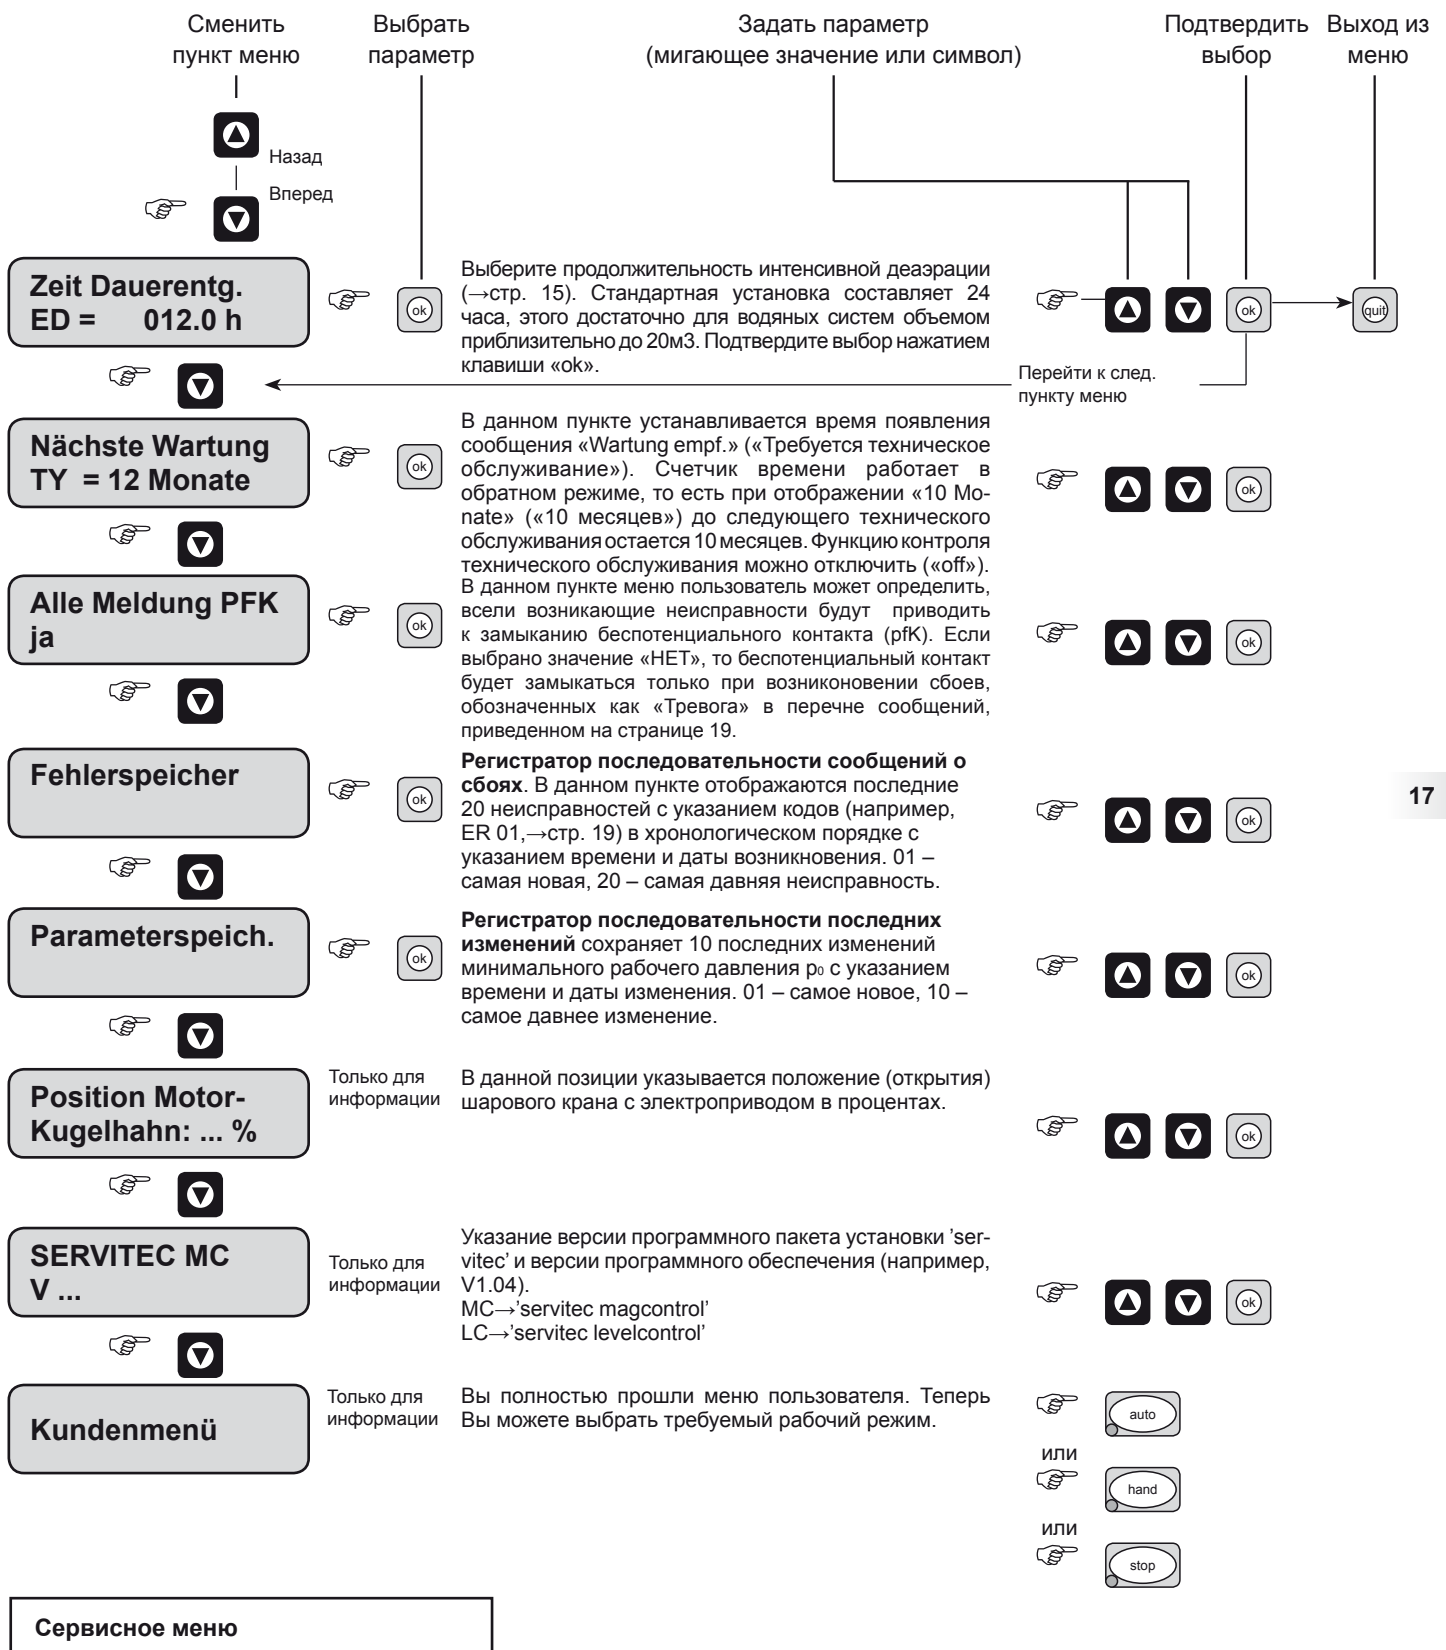 Сменить
пункт меню
Выбрать
параметр
Задать параметр
(мигающее значение или символ)
Подтвердить
выбор
Выход из
меню
Назад
Вперед
Zeit Dauerentg.
ED = 012.0 h
ok
Выберите продолжительность интенсивной деаэрации
(→стр. 15). Стандартная установка составляет 24
часа, этого достаточно для водяных систем объемом
приблизительно до 20м3. Подтвердите выбор нажатием
клавиши «ok».
ok
quit
Перейти к след.
пункту меню
Nächste Wartung
TY = 12 Monate
ok
В данном пункте устанавливается время появления
сообщения «Wartung empf.» («Требуется техническое
обслуживание»). Счетчик времени работает в
обратном режиме, то есть при отображении «10 Mo-
nate» («10 месяцев») до следующего технического
обслуживания остается 10 месяцев. Функцию контроля
технического обслуживания можно отключить («off»).
ok
Alle Meldung PFK
ja
ok
В данном пункте меню пользователь может определить,
всели возникающие неисправности будут приводить
к замыканию беспотенциального контакта (pfK). Если
выбрано значение «НЕТ», то беспотенциальный контакт
будет замыкаться только при возниконовении сбоев,
обозначенных как «Тревога» в перечне сообщений,
приведенном на странице 19.
ok
Fehlerspeicher
ok
Регистратор последовательности сообщений о
сбоях. В данном пункте отображаются последние
20 неисправностей с указанием кодов (например,
ER 01,→стр. 19) в хронологическом порядке с
указанием времени и даты возникновения. 01 –
самая новая, 20 – самая давняя неисправность.
ok
17
Parameterspeich.
ok
Регистратор последовательности последних
изменений сохраняет 10 последних изменений
минимального рабочего давления p₀ с указанием
времени и даты изменения. 01 – самое новое, 10 –
самое давнее изменение.
ok
Position Motor-
Kugelhahn: ... %
Только для
информации
В данной позиции указывается положение (открытия)
шарового крана с электроприводом в процентах.
ok
SERVITEC MC
V ...
Только для
информации
Указание версии программного пакета установки 'ser-
vitec' и версии программного обеспечения (например,
V1.04).
MC→'servitec magcontrol'
LC→'servitec levelcontrol'
ok
Kundenmenü
Только для
информации
Вы полностью прошли меню пользователя. Теперь
Вы можете выбрать требуемый рабочий режим.
auto
или
hand
или
stop
Сервисное меню